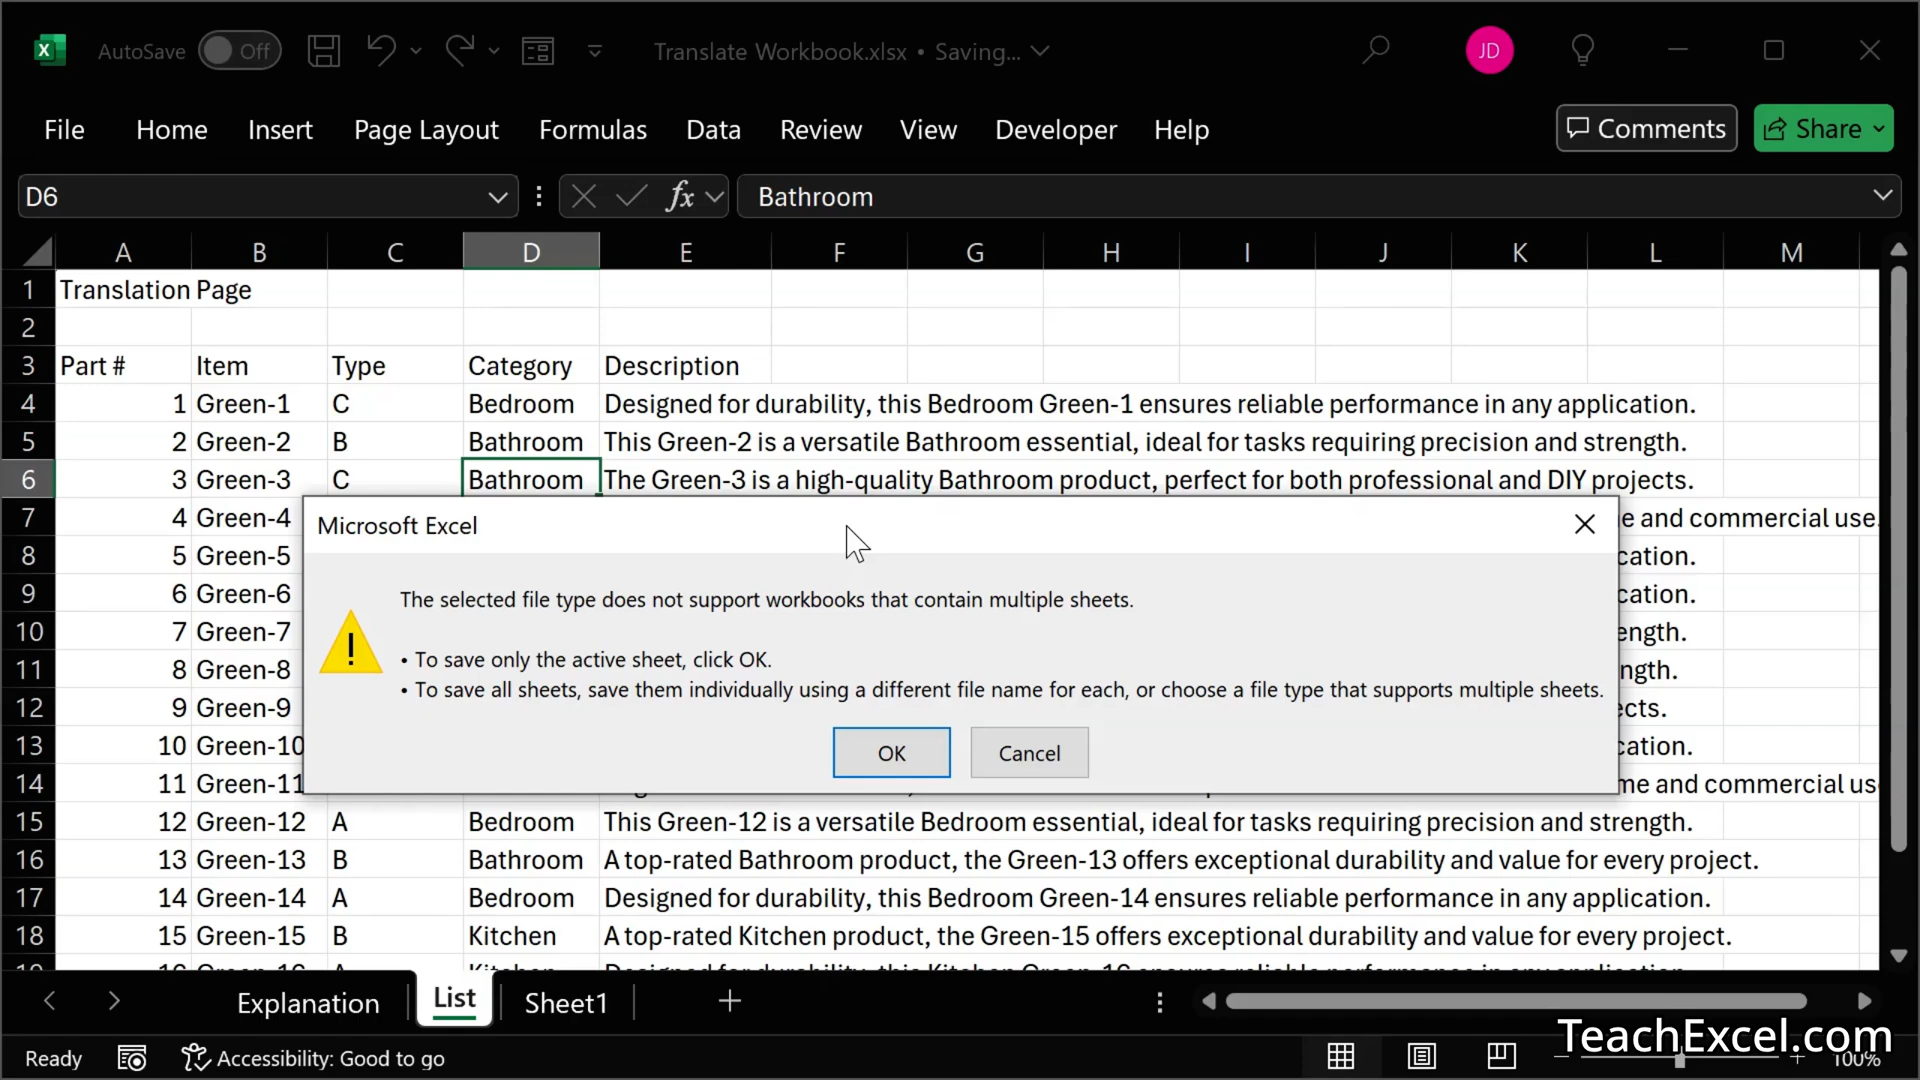 AutoSave Off Translate Workbook.xlsx • Saving... JD
File Home Insert Page Layout Formulas Data Review View Developer Help Comments Share
D6 fx Bathroom
A B C D E F G H I J K L M
1 Translation Page
2
3 Part # Item Type Category Description
4 1 Green-1 C Bedroom Designed for durability, this Bedroom Green-1 ensures reliable performance in any application.
5 2 Green-2 B Bathroom This Green-2 is a versatile Bathroom essential, ideal for tasks requiring precision and strength.
6 3 Green-3 C Bathroom The Green-3 is a high-quality Bathroom product, perfect for both professional and DIY projects.
7 4 Green-4 and commercial use.
8 5 Green-5
9 6 Green-6
10 7 Green-7
11 8 Green-8
12 9 Green-9
13 10 Green-10
14 11 Green-11 and commercial
Microsoft Excel
The selected file type does not support workbooks that contain multiple sheets.
• To save only the active sheet, click OK.
• To save all sheets, save them individually using a different file name for each, or choose a file type that supports multiple sheets.
OK Cancel
15 12 Green-12 A Bedroom This Green-12 is a versatile Bedroom essential, ideal for tasks requiring precision and strength.
16 13 Green-13 B Bathroom A top-rated Bathroom product, the Green-13 offers exceptional durability and value for every project.
17 14 Green-14 A Bedroom Designed for durability, this Bedroom Green-14 ensures reliable performance in any application.
18 15 Green-15 B Kitchen A top-rated Kitchen product, the Green-15 offers exceptional durability and value for every project.
Explanation List Sheet1
TeachExcel.com
Ready Accessibility: Good to go 100%